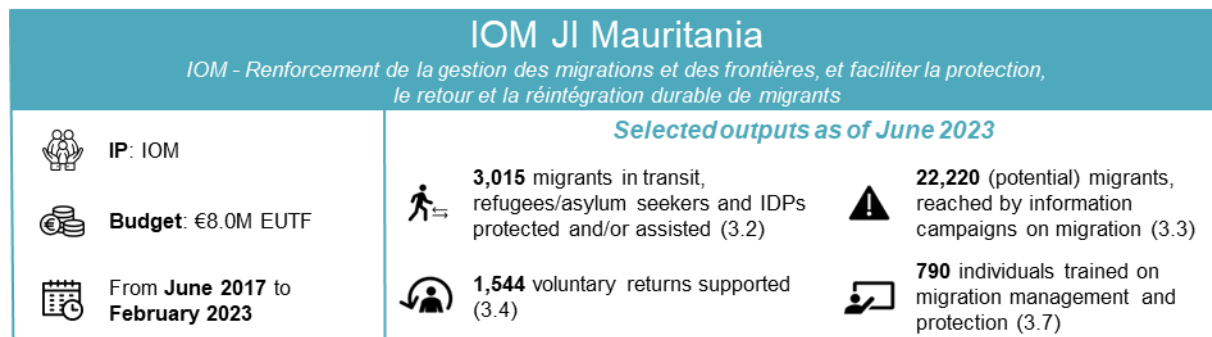 IOM JI Mauritania
IOM - Renforcement de la gestion des migrations et des frontières, et faciliter la protection,
le retour et la réintégration durable de migrants
IP: IOM
Budget: €8.0M EUTF
From June 2017 to
February 2023
Selected outputs as of June 2023
3,015 migrants in transit,
refugees/asylum seekers and IDPs
protected and/or assisted (3.2)
22,220 (potential) migrants,
reached by information
campaigns on migration (3.3)
1,544 voluntary returns supported
(3.4)
790 individuals trained on
migration management and
protection (3.7)